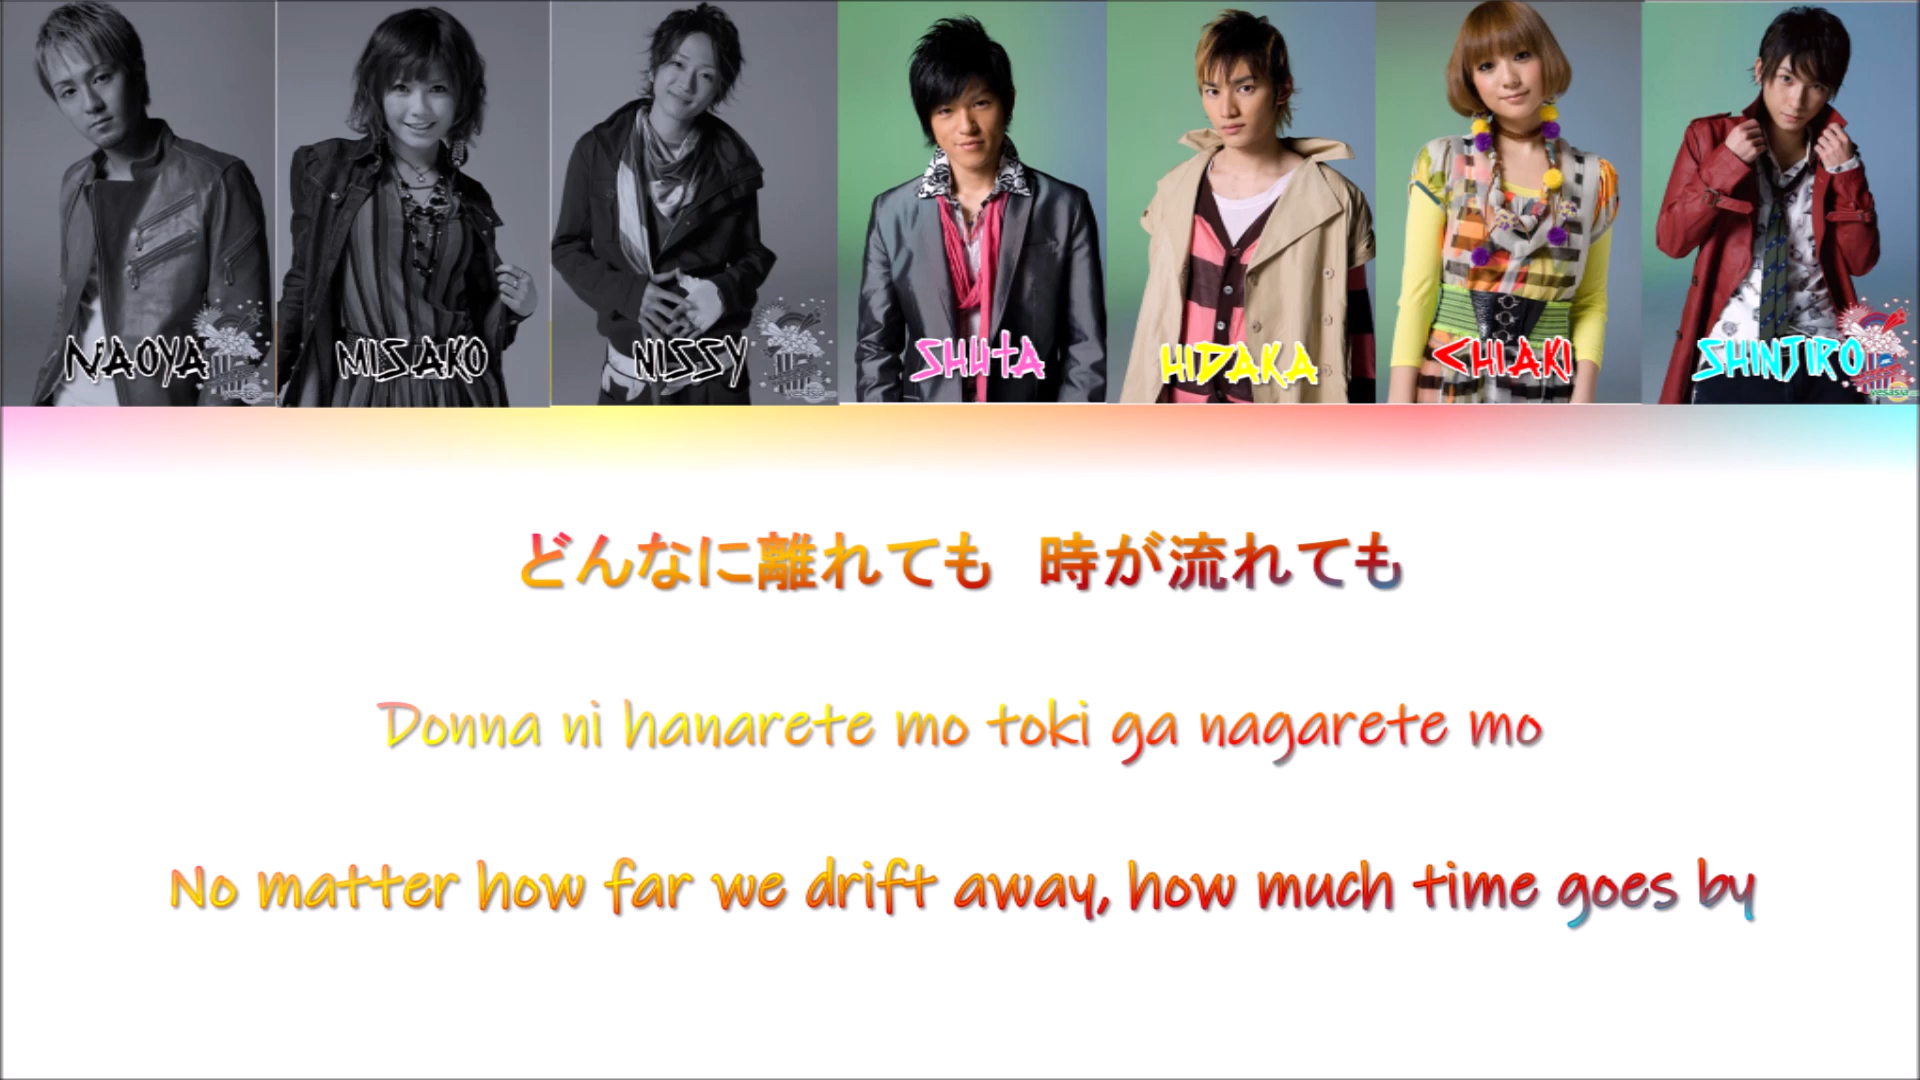 NAOYA
MISAKO
NISSY
SHUTA
HIDAKA
CHIAKI
SHINJIRO
どんなに離れても　時が流れても
Donna ni hanarete mo toki ga nagarete mo
No matter how far we drift away, how much time goes by